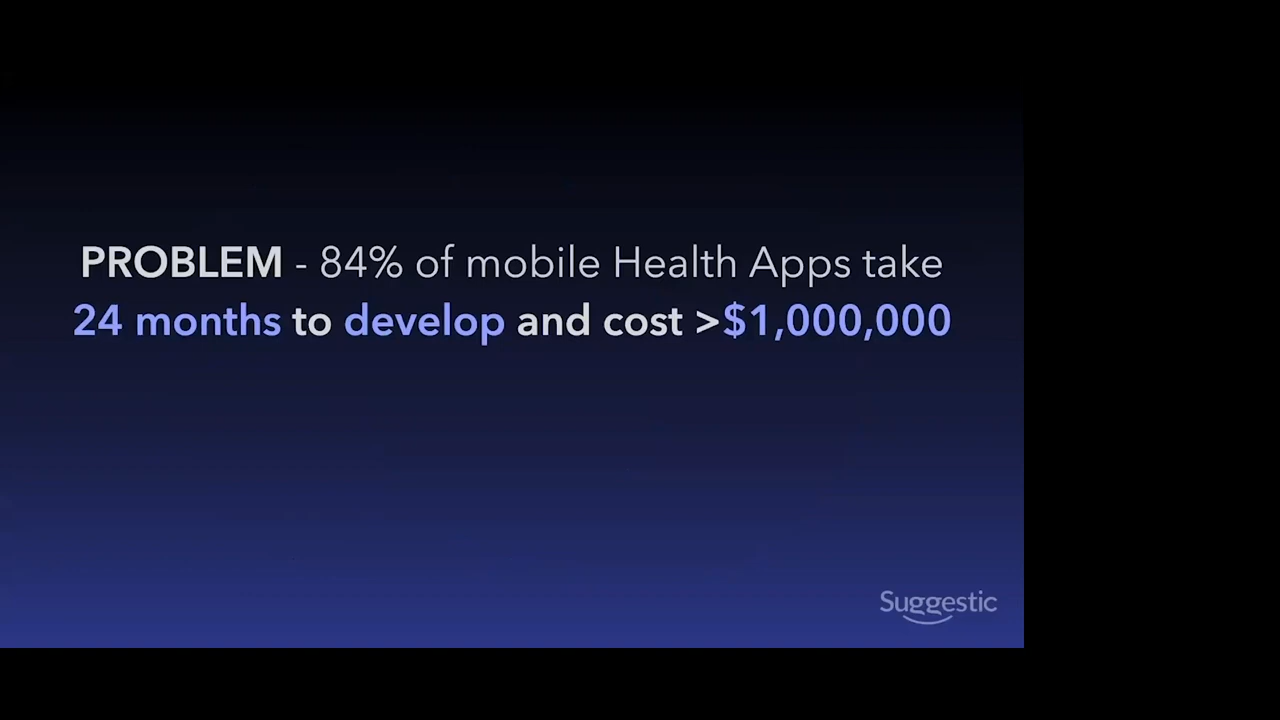 PROBLEM - 84% of mobile Health Apps take
24 months to develop and cost >$1,000,000
Suggestic